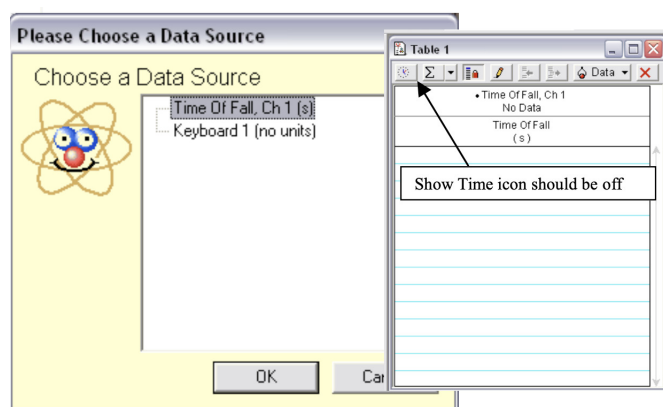 Please Choose a Data Source
Choose a Data Source
Time Of Fall, Ch 1 (s)
Keyboard 1 (no units)
OK
Table 1
Σ
Data
• Time Of Fall, Ch 1
No Data
Time Of Fall
( s )
Show Time icon should be off